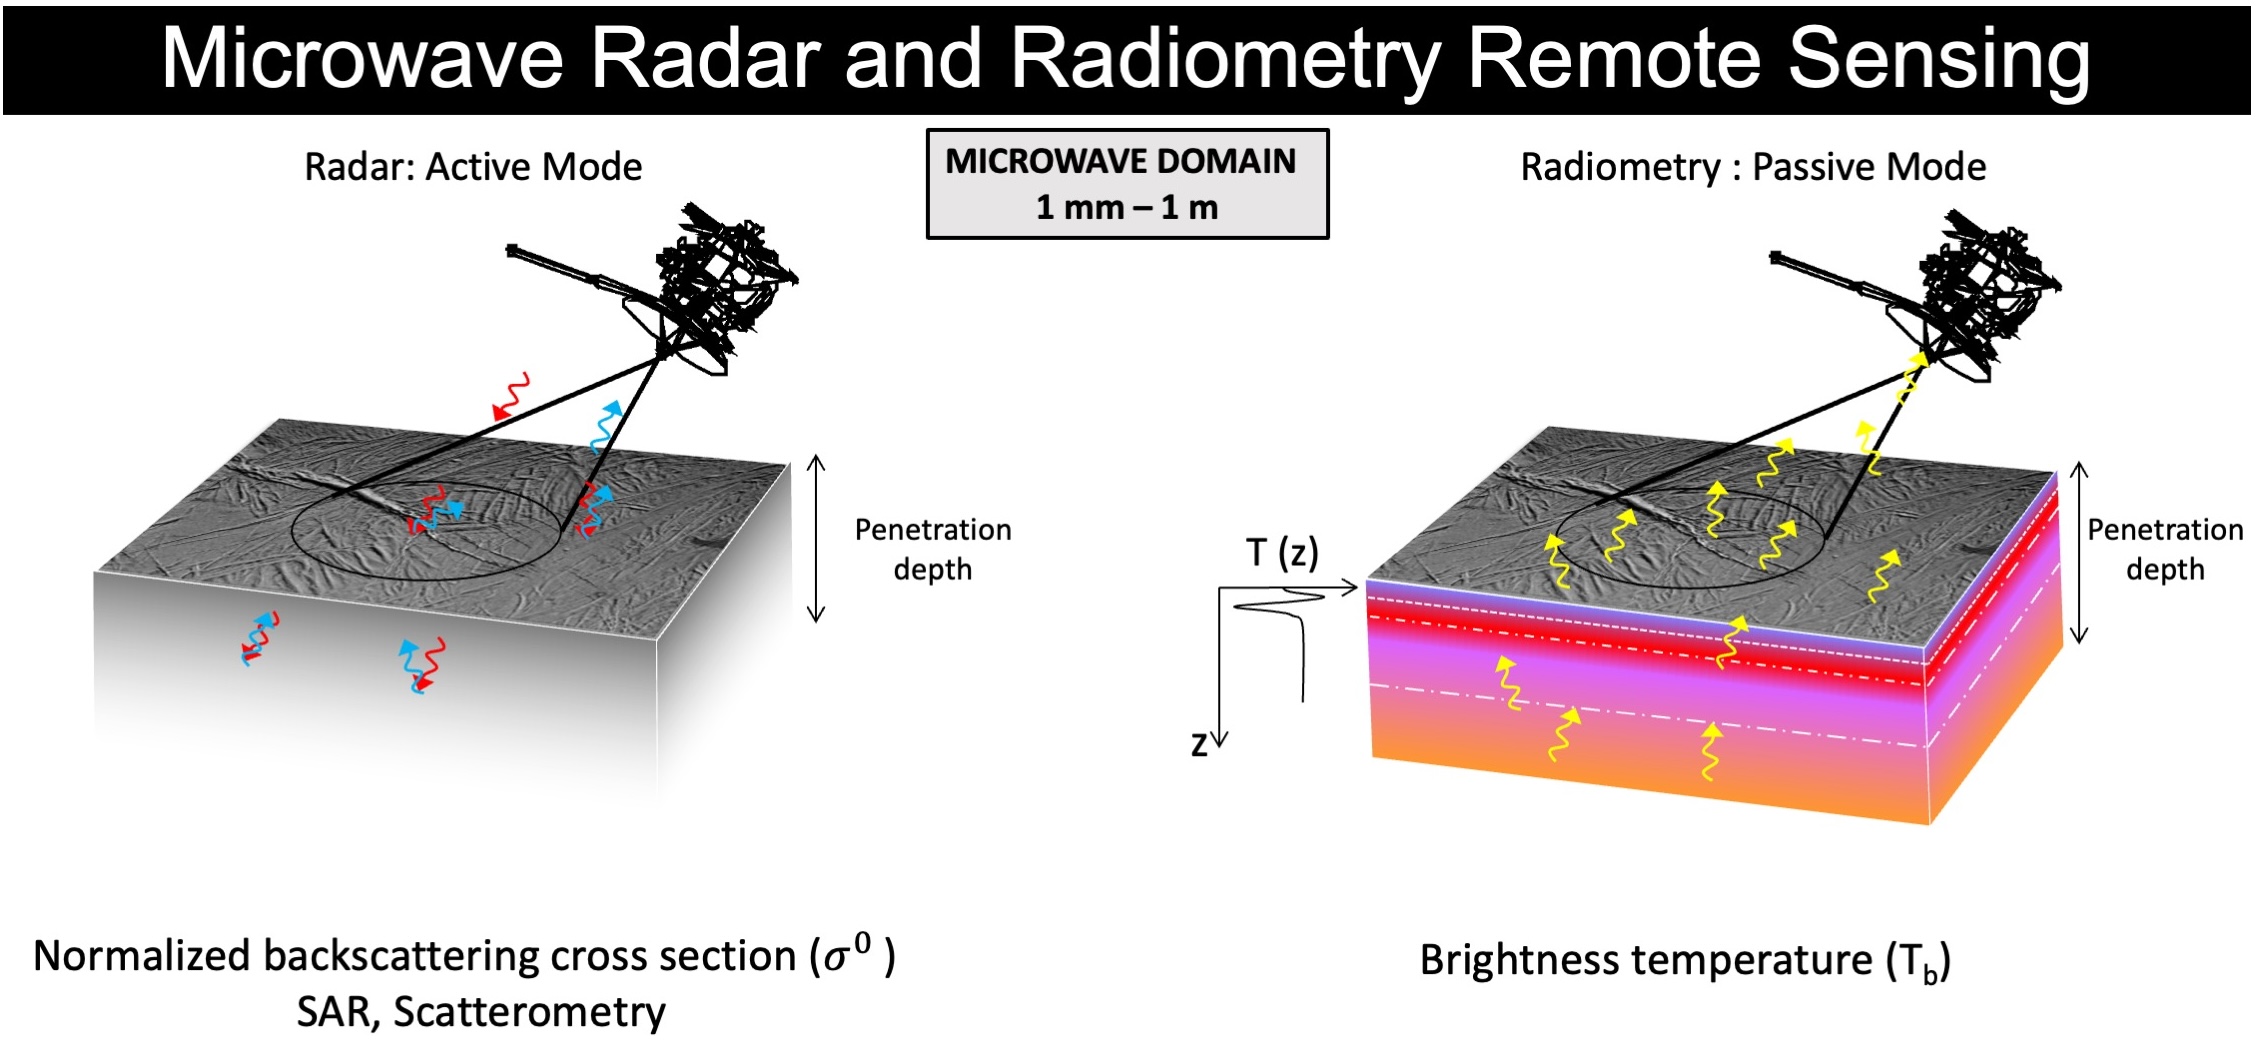 Microwave Radar and Radiometry Remote Sensing
Radar: Active Mode
MICROWAVE DOMAIN
1 mm – 1 m
Radiometry : Passive Mode
Penetration
depth
T (z)
z
Penetration
depth
Normalized backscattering cross section (σ⁰ )
SAR, Scatterometry
Brightness temperature (T_b)